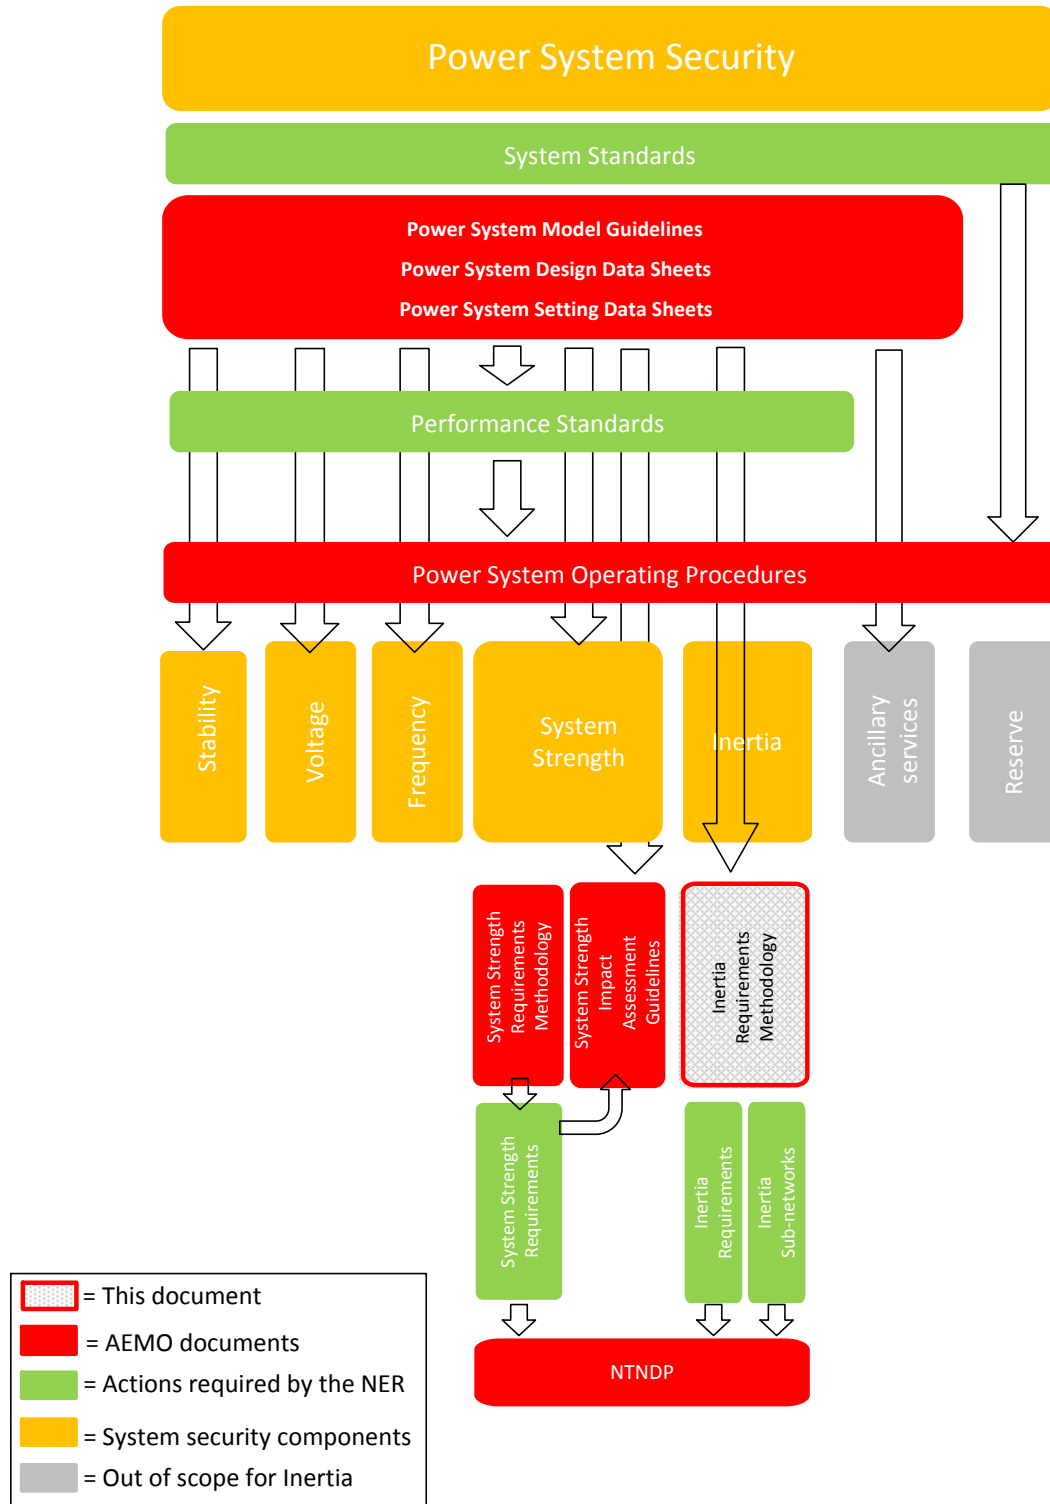 Power System Security
System Standards
Power System Model Guidelines
Power System Design Data Sheets
Power System Setting Data Sheets
Performance Standards
Power System Operating Procedures
Stability
Voltage
Frequency
System
Strength
Inertia
Ancillary
services
Reserve
System Strength
Requirements
Methodology
System Strength
Impact
Assessment
Guidelines
Inertia
Requirements
Methodology
System Strength
Requirements
Inertia
Requirements
Inertia
Sub-networks
NTNDP
= This document
= AEMO documents
= Actions required by the NER
= System security components
= Out of scope for Inertia